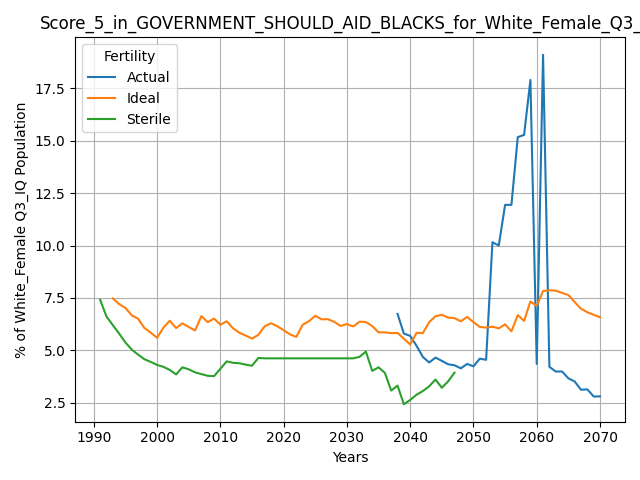 Score_5_in_GOVERNMENT_SHOULD_AID_BLACKS_for_White_Female_Q3_
Fertility
Actual
Ideal
Sterile
% of White_Female Q3_IQ Population
17.5
15.0
12.5
10.0
7.5
5.0
2.5
1990 2000 2010 2020 2030 2040 2050 2060 2070
Years